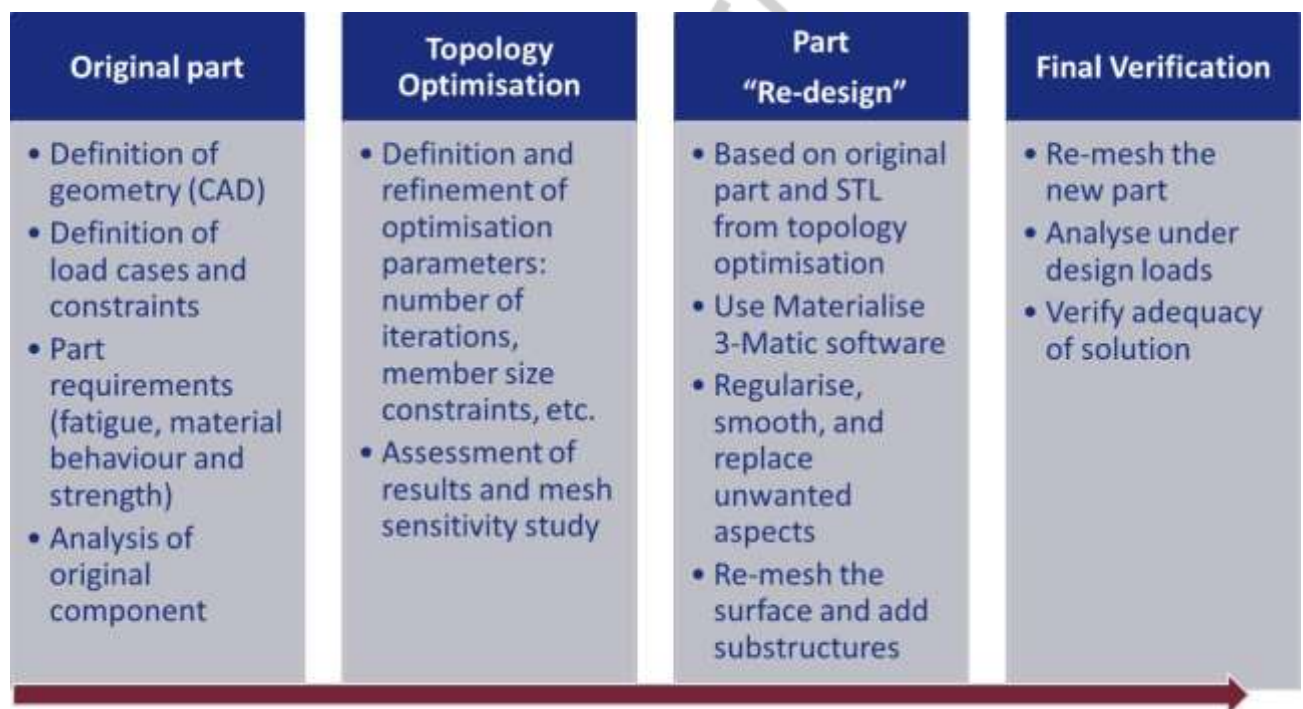 Original part
• Definition of
geometry (CAD)
• Definition of
load cases and
constraints
• Part
requirements
(fatigue, material
behaviour and
strength)
• Analysis of
original
component
Topology
Optimisation
• Definition and
refinement of
optimisation
parameters:
number of
iterations,
member size
constraints, etc.
• Assessment of
results and mesh
sensitivity study
Part
“Re-design”
• Based on original
part and STL
from topology
optimisation
• Use Materialise
3-Matic software
• Regularise,
smooth, and
replace
unwanted
aspects
• Re-mesh the
surface and add
substructures
Final Verification
• Re-mesh the
new part
• Analyse under
design loads
• Verify adequacy
of solution